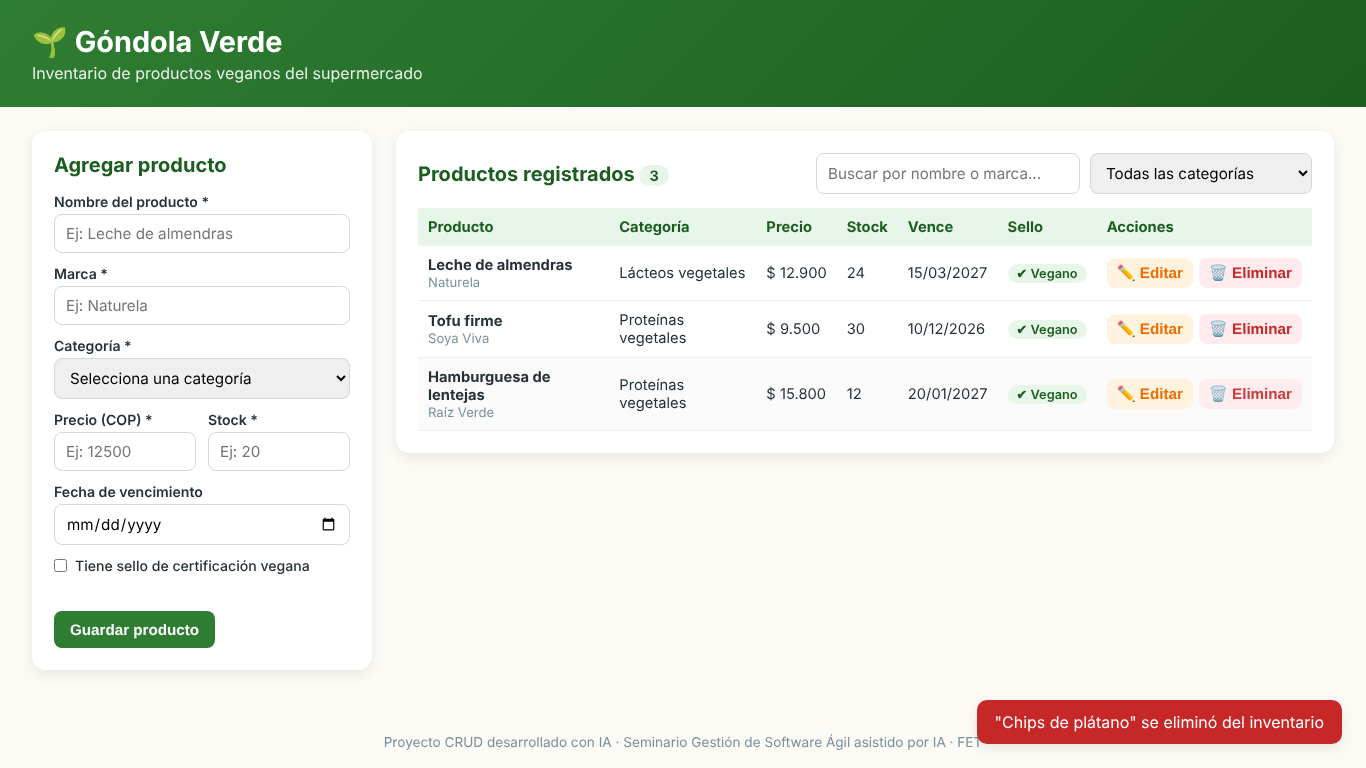 🌱 Góndola Verde
Inventario de productos veganos del supermercado
Agregar producto
Nombre del producto *
Ej: Leche de almendras
Marca *
Ej: Naturela
Categoría *
Selecciona una categoría
Precio (COP) * Stock *
Ej: 12500 Ej: 20
Fecha de vencimiento
mm/dd/yyyy
Tiene sello de certificación vegana
Guardar producto
Productos registrados 3 Buscar por nombre o marca... Todas las categorías
Producto Categoría Precio Stock Vence Sello Acciones
Leche de almendras
Naturela
Lácteos vegetales $ 12.900 24 15/03/2027 ✔ Vegano ✏️ Editar 🗑️ Eliminar
Tofu firme
Soya Viva
Proteínas
vegetales
$ 9.500 30 10/12/2026 ✔ Vegano ✏️ Editar 🗑️ Eliminar
Hamburguesa de
lentejas
Raíz Verde
Proteínas
vegetales
$ 15.800 12 20/01/2027 ✔ Vegano ✏️ Editar 🗑️ Eliminar
"Chips de plátano" se eliminó del inventario
Proyecto CRUD desarrollado con IA · Seminario Gestión de Software Ágil asistido por IA · FET